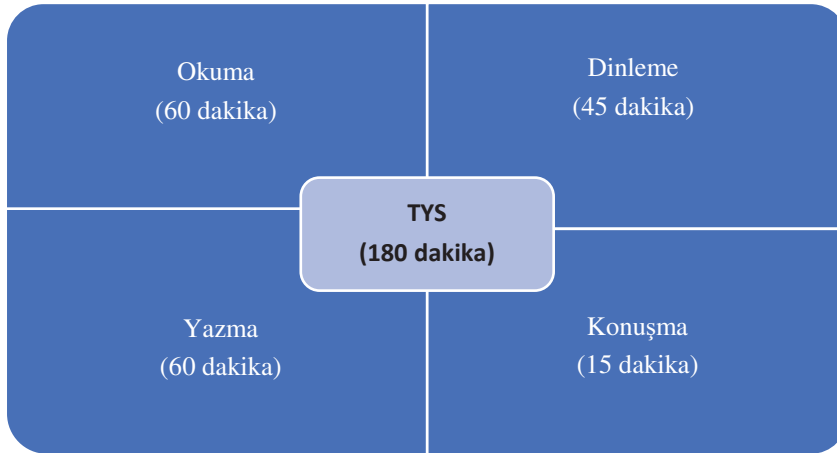 Okuma
(60 dakika)
Dinleme
(45 dakika)
TYS
(180 dakika)
Yazma
(60 dakika)
Konuşma
(15 dakika)